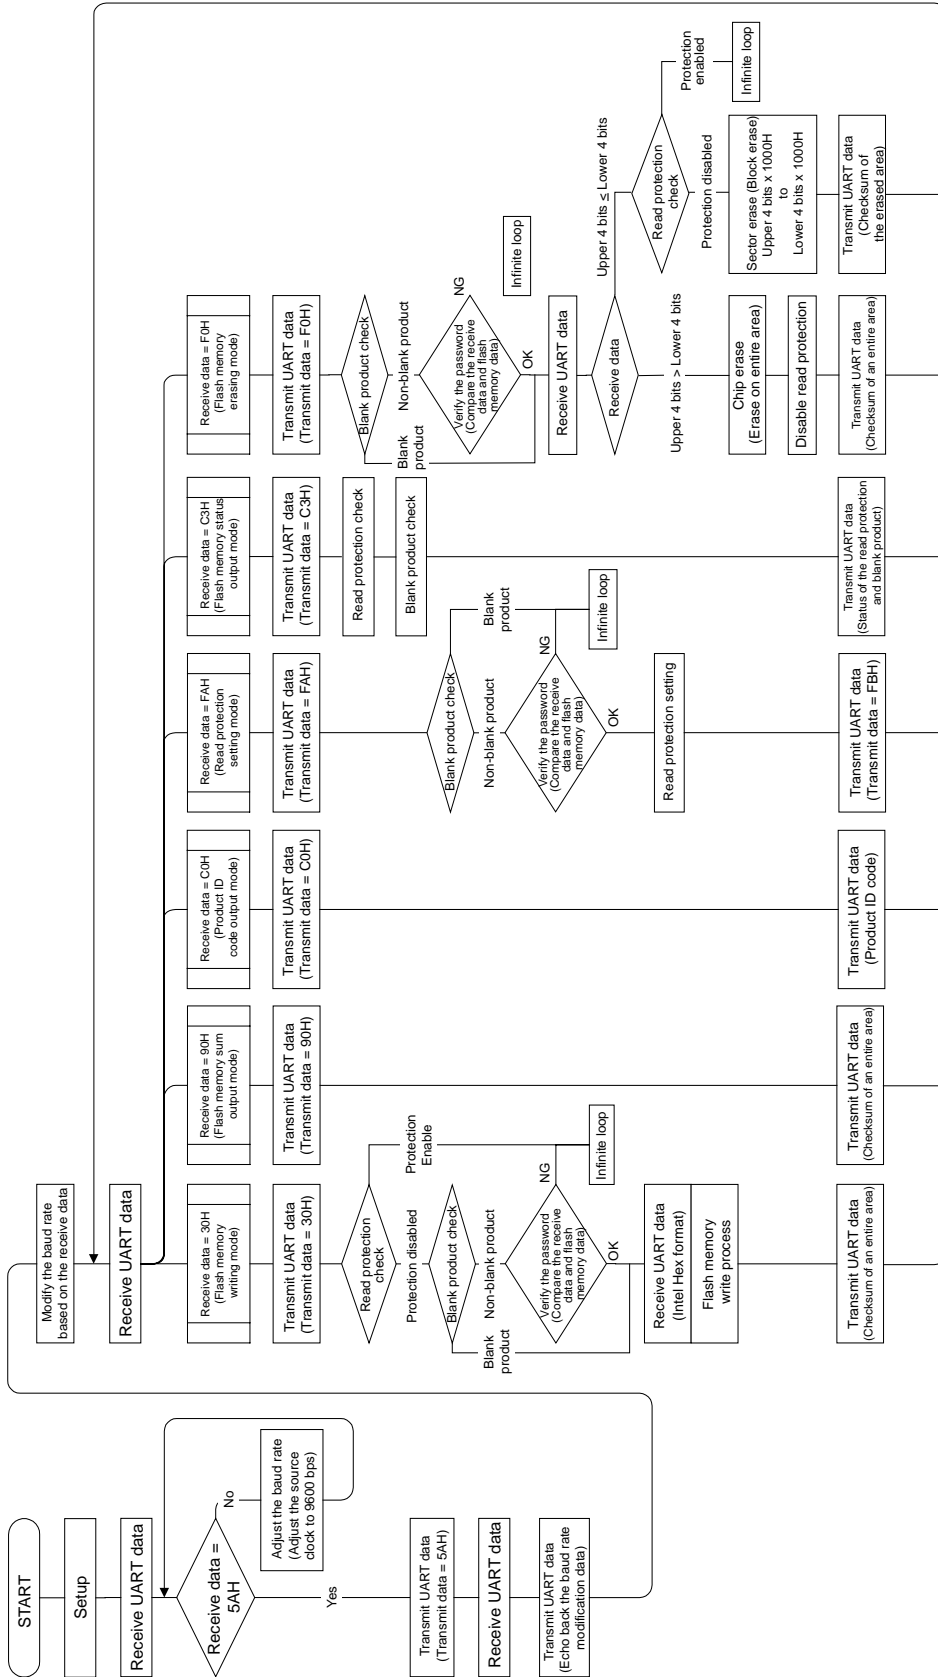 START
Setup
Receive UART data
Receive data =
5AH
No
Adjust the baud rate
(Adjust the source
clock to 9600 bps)
Yes
Transmit UART data
(Transmit data = 5AH)
Receive UART data
Transmit UART data
(Echo back the baud rate
modification data)
Modify the baud rate
based on the receive data
Receive UART data
Receive data = 30H
(Flash memory
writing mode)
Transmit UART data
(Transmit data = 30H)
Read protection
check
Protection
Enable
Protection disabled
Blank product check
Blank
product
Non-blank product
Verify the password
(Compare the receive
data and flash
memory data)
NG
Infinite loop
OK
Receive UART data
(Intel Hex format)
Flash memory
write process
Transmit UART data
(Checksum of an entire area)
Receive data = 90H
(Flash memory sum
output mode)
Transmit UART data
(Transmit data = 90H)
Transmit UART data
(Checksum of an entire area)
Receive data = C0H
(Product ID
code output mode)
Transmit UART data
(Transmit data = C0H)
Transmit UART data
(Product ID code)
Receive data = FAH
(Read protection
setting mode)
Transmit UART data
(Transmit data = FAH)
Blank product check
Blank
product
Non-blank product
Verify the password
(Compare the receive
data and flash
memory data)
NG
Infinite loop
OK
Read protection setting
Transmit UART data
(Transmit data = FBH)
Receive data = C3H
(Flash memory status
output mode)
Transmit UART data
(Transmit data = C3H)
Read protection check
Blank product check
Transmit UART data
(Status of the read protection
and blank product)
Receive data = F0H
(Flash memory
erasing mode)
Transmit UART data
(Transmit data = F0H)
Blank product check
Blank
product
Non-blank product
Verify the password
(Compare the receive
data and flash
memory data)
NG
Infinite loop
OK
Receive UART data
Receive data
Upper 4 bits > Lower 4 bits
Chip erase
(Erase on entire area)
Disable read protection
Transmit UART data
(Checksum of an entire area)
Upper 4 bits ≤ Lower 4 bits
Read protection
check
Protection
enabled
Infinite loop
Protection disabled
Sector erase (Block erase)
Upper 4 bits x 1000H
to
Lower 4 bits x 1000H
Transmit UART data
(Checksum of
the erased area)